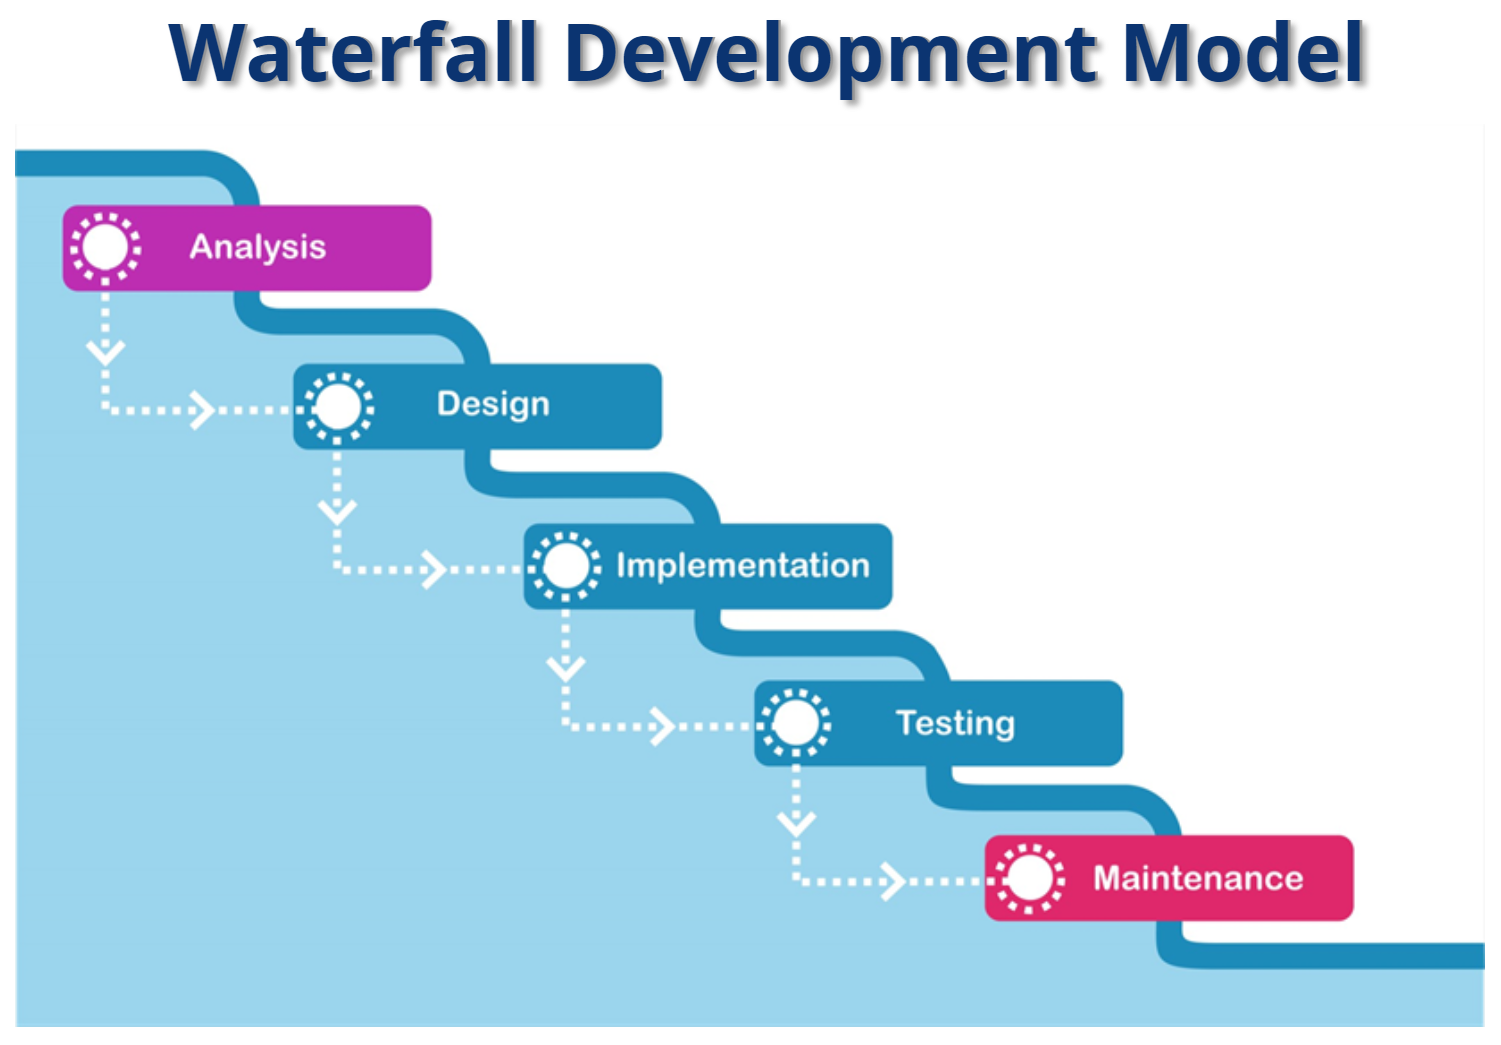 Waterfall Development Model
Analysis
Design
Implementation
Testing
Maintenance